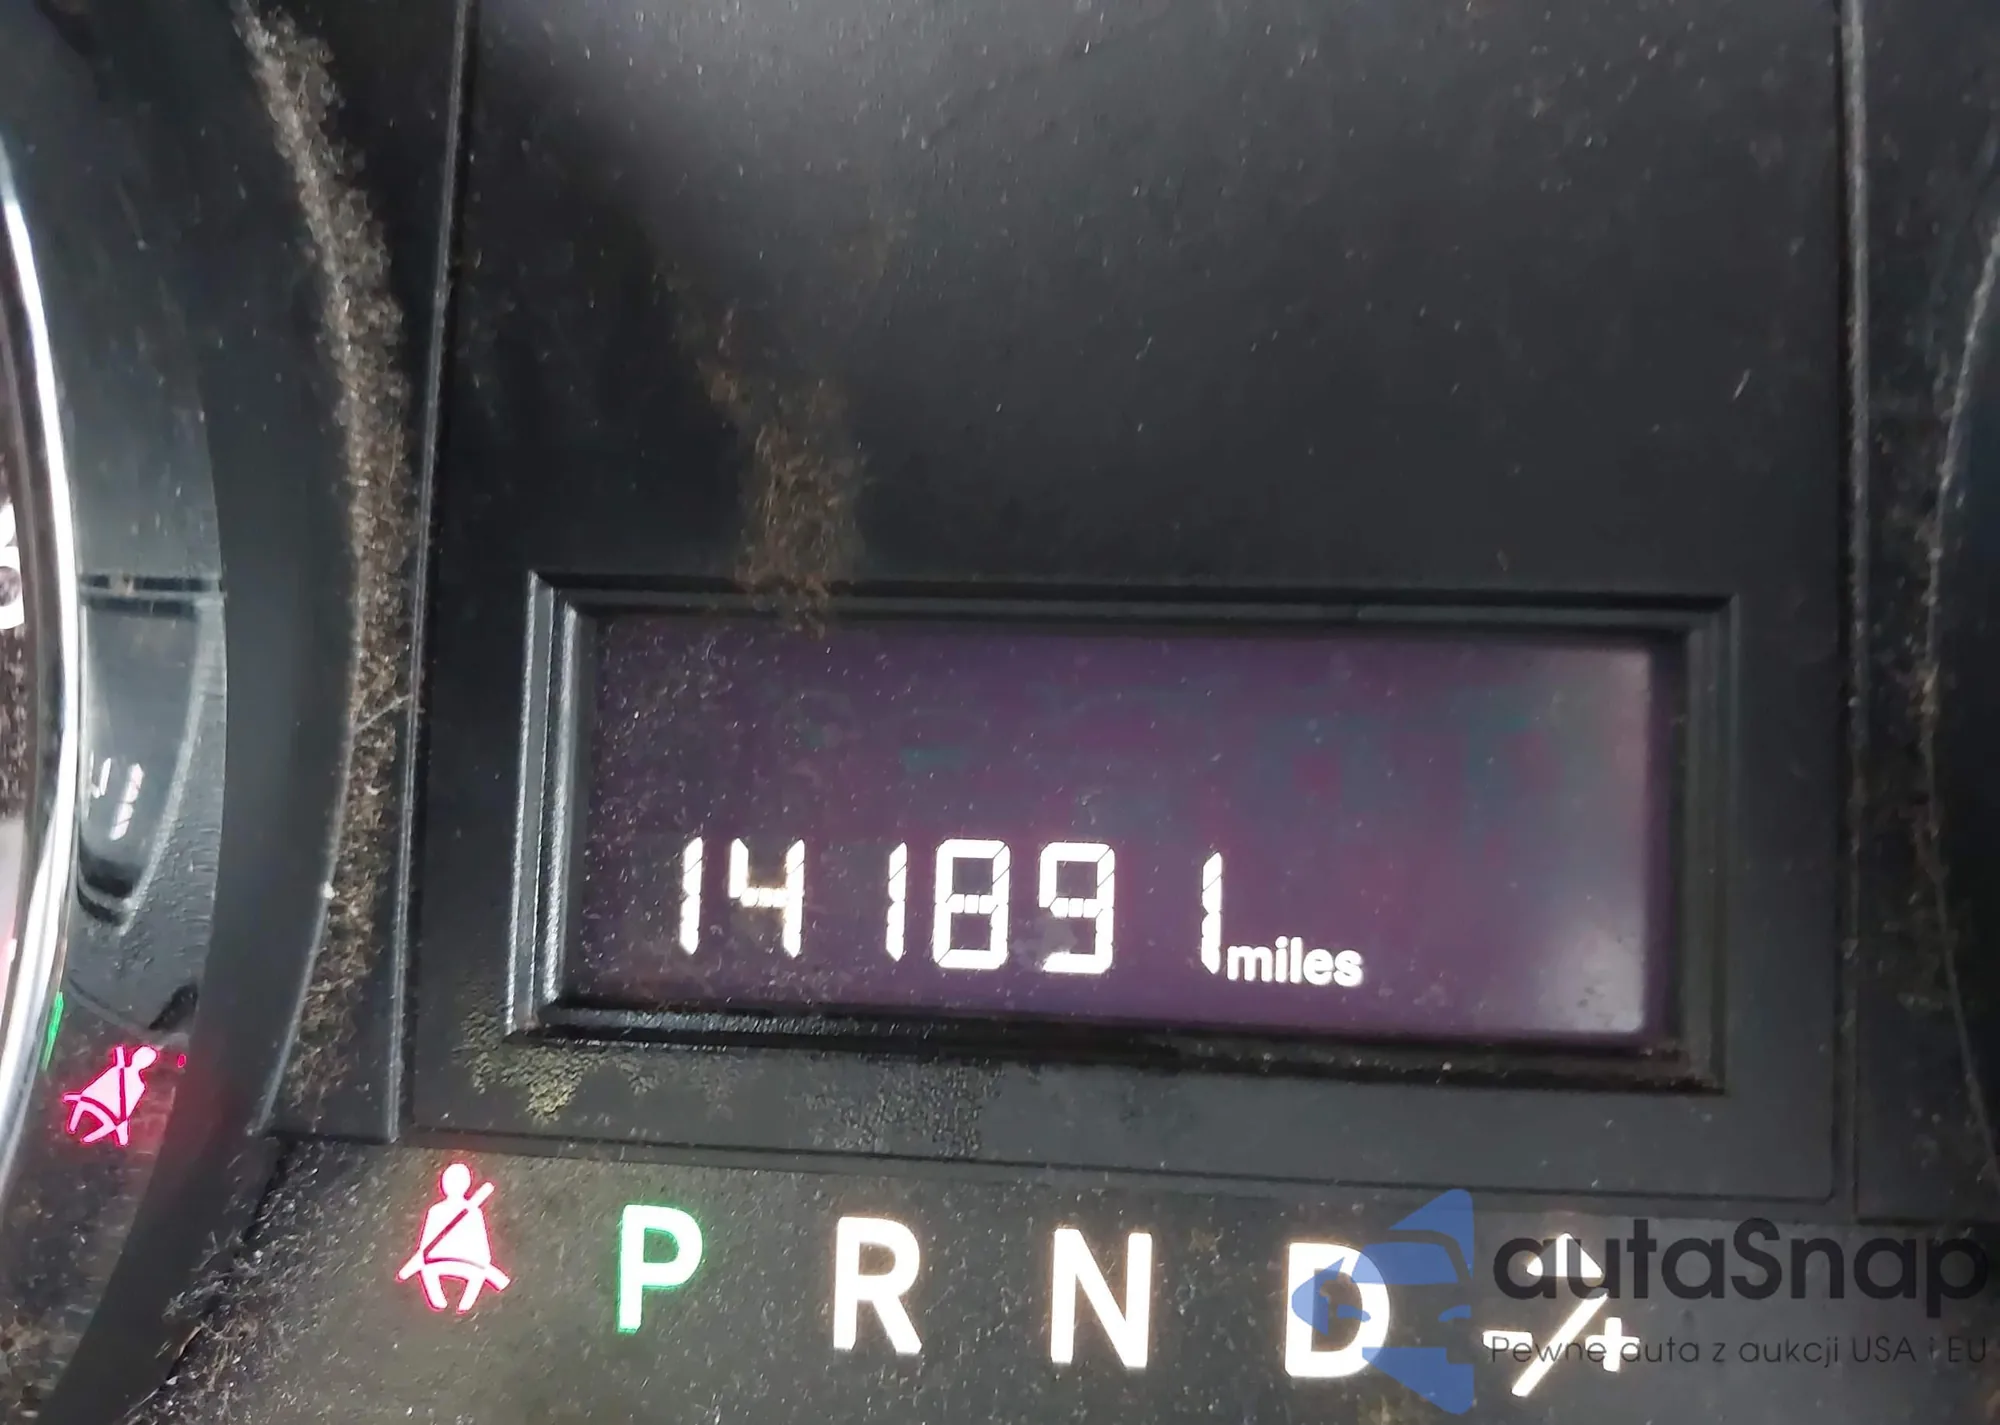 141891 miles
P R N D -/+
autaSnap
Pewne auta z aukcji USA i EU